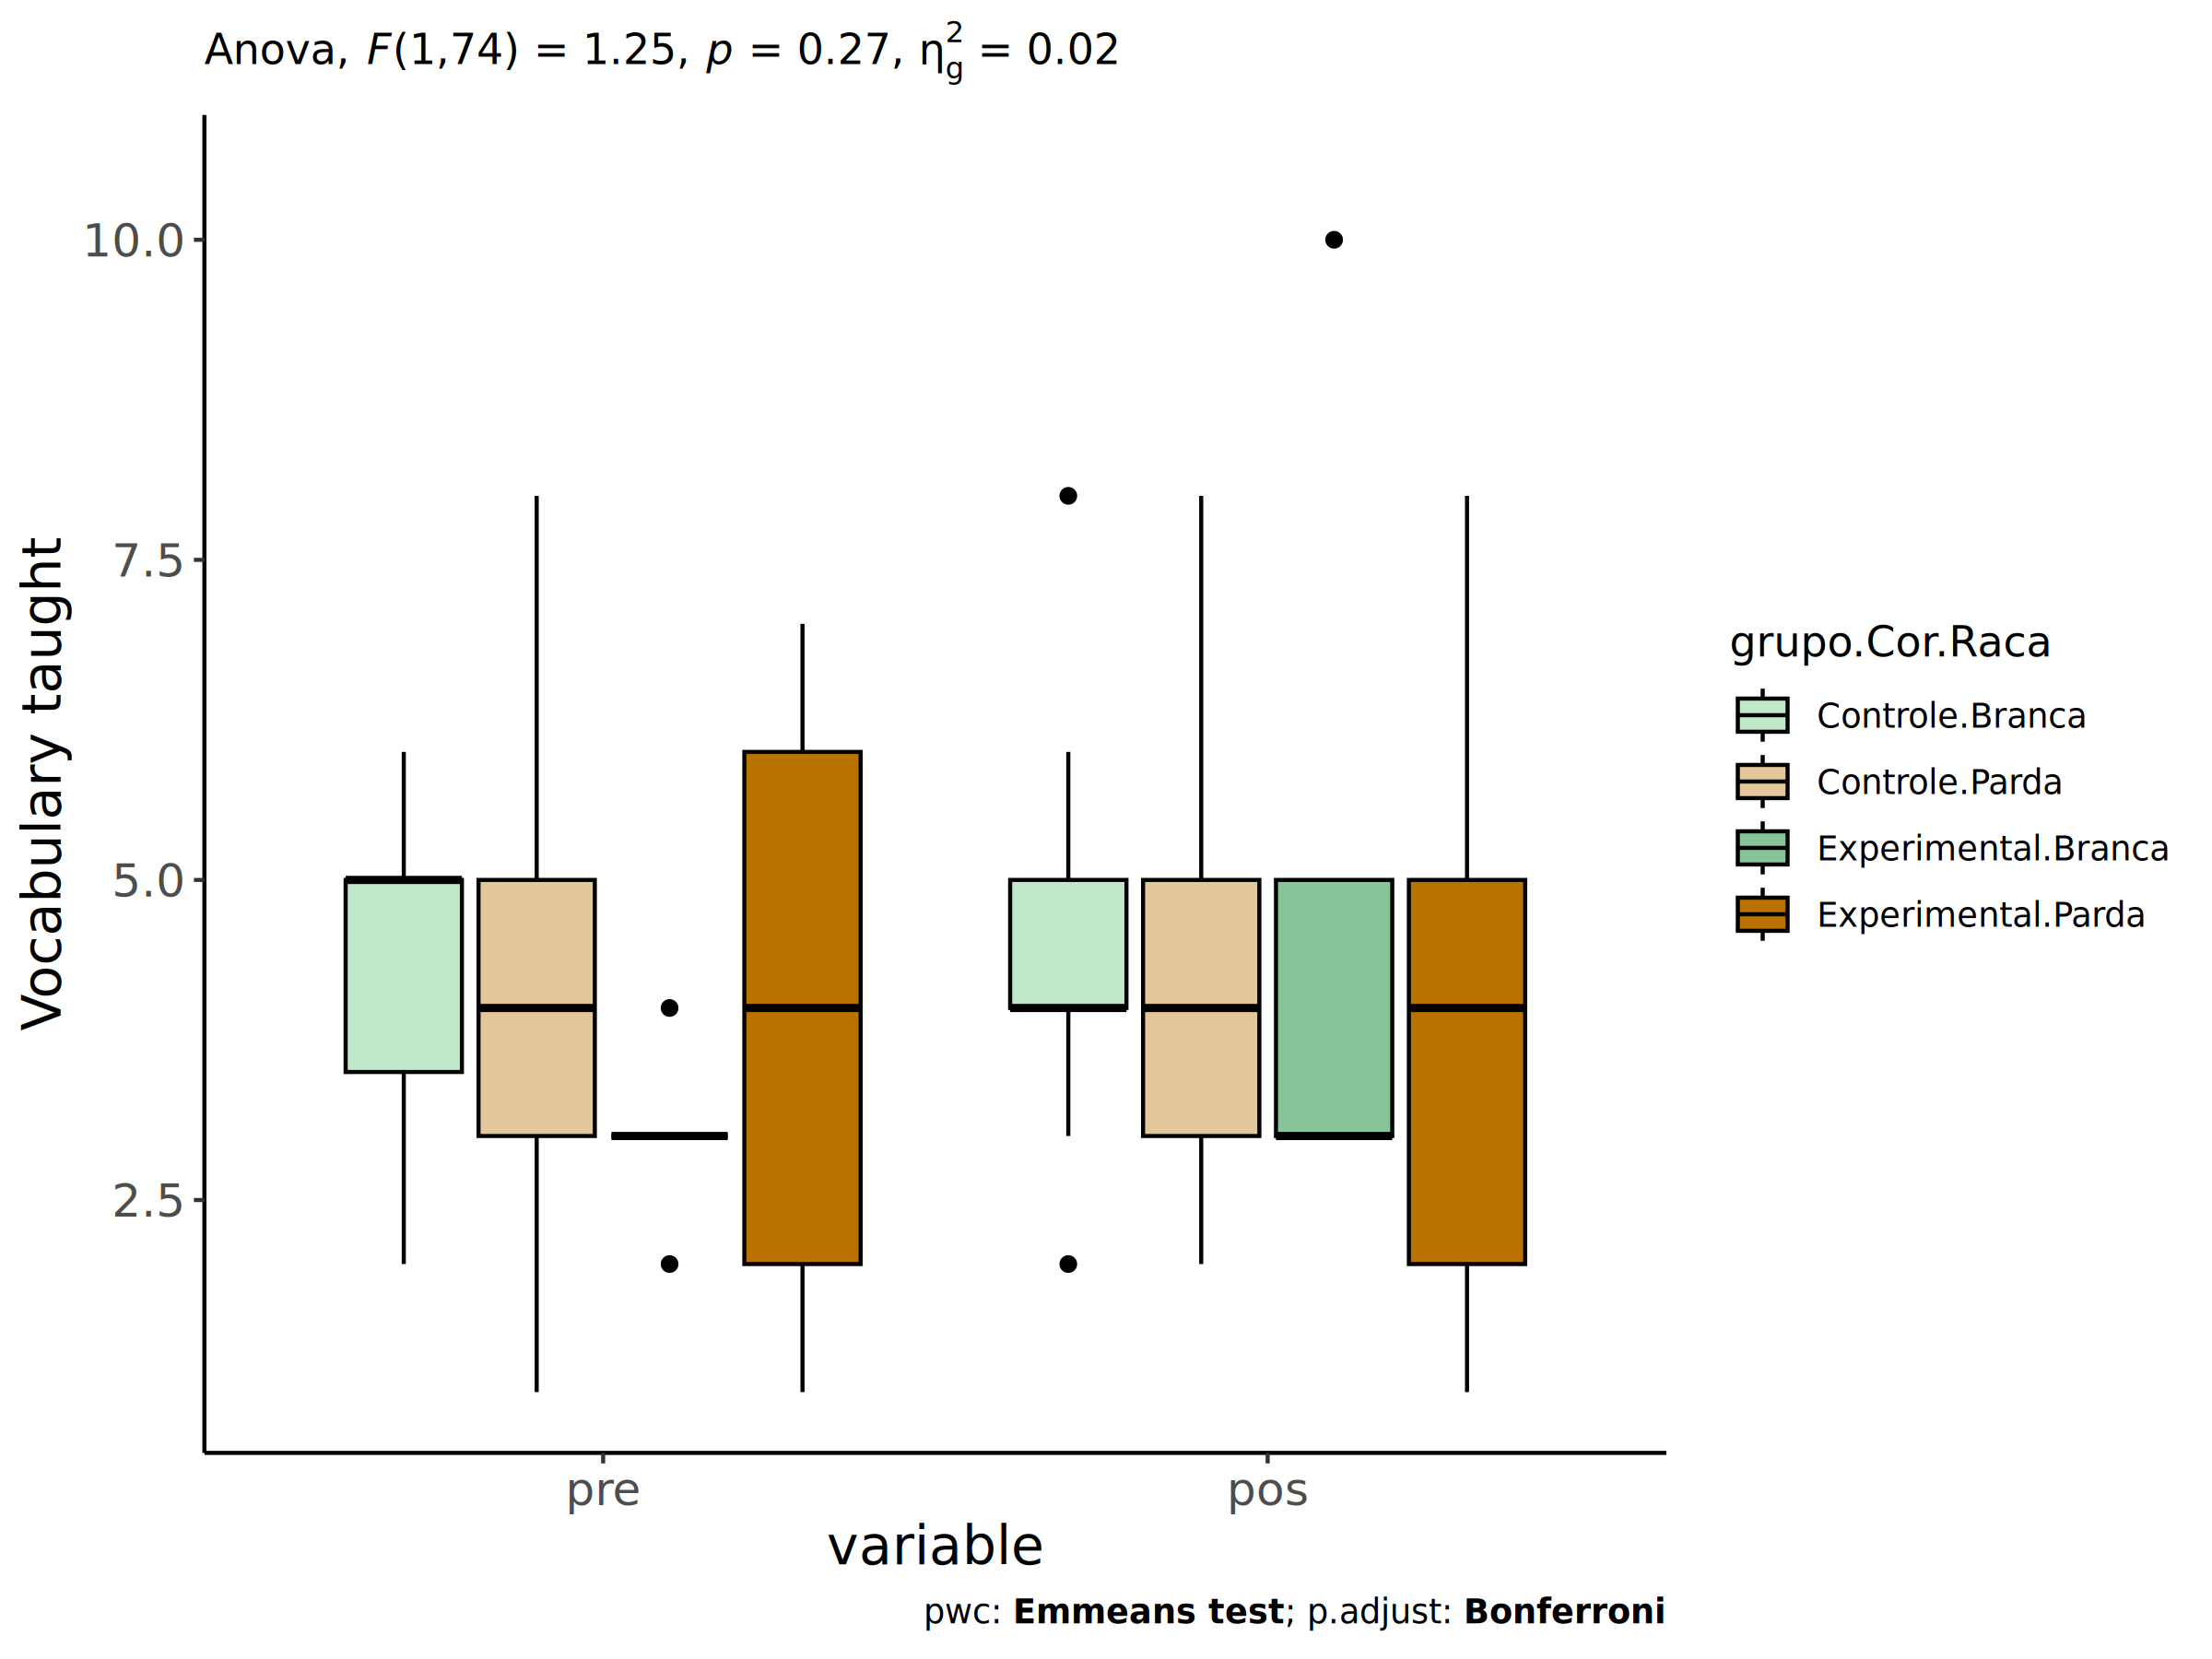 Anova, F(1,74) = 1.25, p = 0.27, η²g = 0.02
Vocabulary taught
10.0
7.5
5.0
2.5
pre
pos
variable
grupo.Cor.Raca
Controle.Branca
Controle.Parda
Experimental.Branca
Experimental.Parda
pwc: Emmeans test; p.adjust: Bonferroni